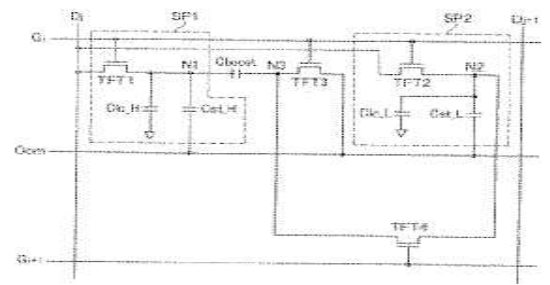 Dj SP1 SP2 Dj+1
Gi
N1 Cboost N3 N2
TFT1 TFT3 TFT2
Clc_H Cst_H Clc_L Cst_L
Com
TFT4
Gi+1